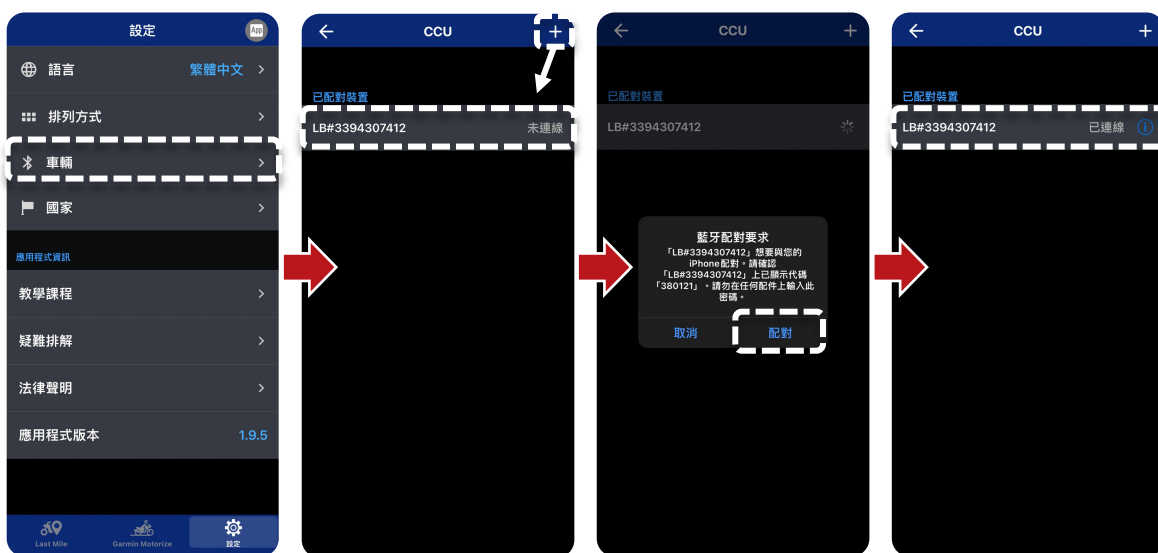 設定
App
語言
繁體中文
排列方式
車輛
國家
應用程式資訊
教學課程
疑難排解
法律聲明
應用程式版本
1.9.5
Last Mile
Garmin Motorize
設定
CCU
已配對裝置
LB#3394307412
未連線
CCU
已配對裝置
LB#3394307412
藍牙配對要求
「LB#3394307412」想要與您的
iPhone配對。請確認
「LB#3394307412」上已顯示代碼
「380121」。請勿在任何配件上輸入此
密碼。
取消
配對
CCU
已配對裝置
LB#3394307412
已連線